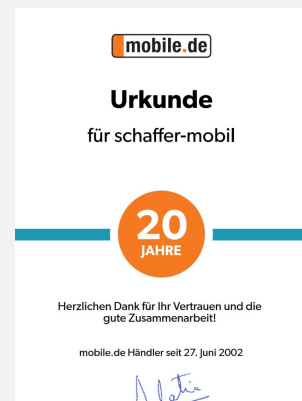 mobile.de
Urkunde
für schaffer-mobil
20
JAHRE
Herzlichen Dank für Ihr Vertrauen und die
gute Zusammenarbeit!
mobile.de Händler seit 27. Juni 2002